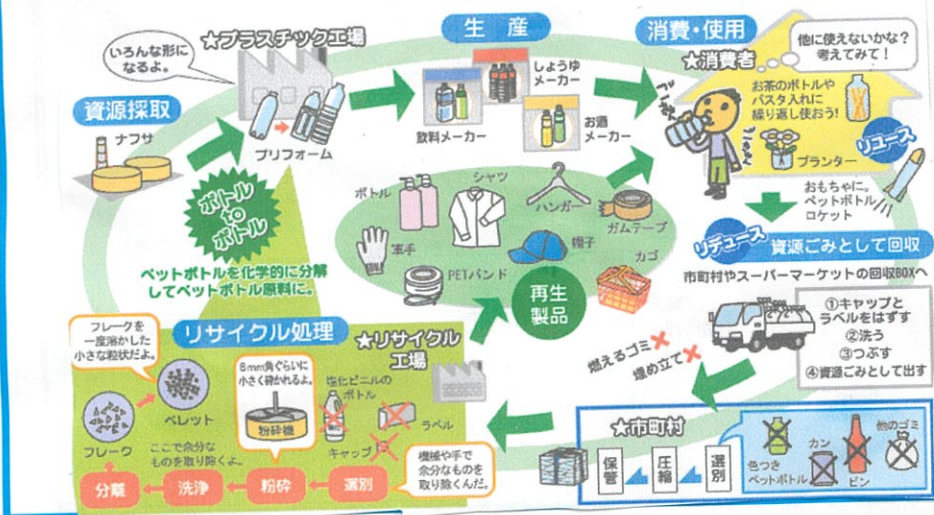 いろんな形に
なるよ。
★プラスチック工場
生 産
消費・使用
★消費者
他に使えないかな?
考えてみて!
資源採取
ナフサ
プリフォーム
飲料メーカー
しょうゆ
メーカー
お酒
メーカー
お茶のボトルや
パスタ入れに
繰り返し使おう!
リユース
プランター
おもちゃに。
ペットボトル
ロケット
ボトル
to
ボトル
ペットボトルを化学的に分解
してペットボトル原料に。
ボトル
シャツ
ハンガー
ガムテープ
軍手
PETバンド
帽子
カゴ
再生
製品
リデュース
資源ごみとして回収
市町村やスーパーマーケットの回収BOXへ
①キャップと
ラベルをはずす
②洗う
③つぶす
④資源ごみとして出す
燃えるゴミ
埋め立て
リサイクル処理
★リサイクル
工場
フレークを
一度溶かした
小さな粒状だよ。
ペレット
フレーク
8mm角ぐらいに
小さく砕かれるよ。
粉砕機
塩化ビニルの
ボトル
ラベル
キャップ
ここで余分な
ものを取り除くよ。
機械や手で
余分なものを
取り除くんだ。
分離
洗浄
粉砕
選別
★市町村
保管
圧縮
選別
色つき
ペットボトル
カン
ビン
他のゴミ